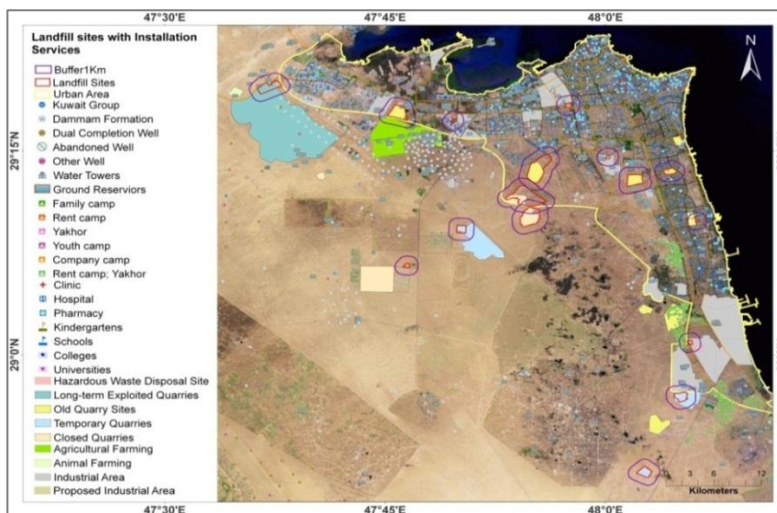 47°30'E
47°45'E
48°0'E
Landfill sites with Installation
Services
Buffer1Km
Landfill Sites
Urban Area
Kuwait Group
Dammam Formation
Dual Completion Well
Abandoned Well
Other Well
Water Towers
Ground Reserviors
Family camp
Rent camp
Yakhor
Youth camp
Company camp
Rent camp; Yakhor
Clinic
Hospital
Pharmacy
Kindergartens
Schools
Colleges
Universities
Hazardous Waste Disposal Site
Long-term Exploited Quarries
Old Quarry Sites
Temporary Quarries
Closed Quarries
Agricultural Farming
Animal Farming
Industrial Area
Proposed Industrial Area
N
29°15'N
29°0'N
29°15'N
29°0'N
0 3 6 12
Kilometers
47°30'E
47°45'E
48°0'E